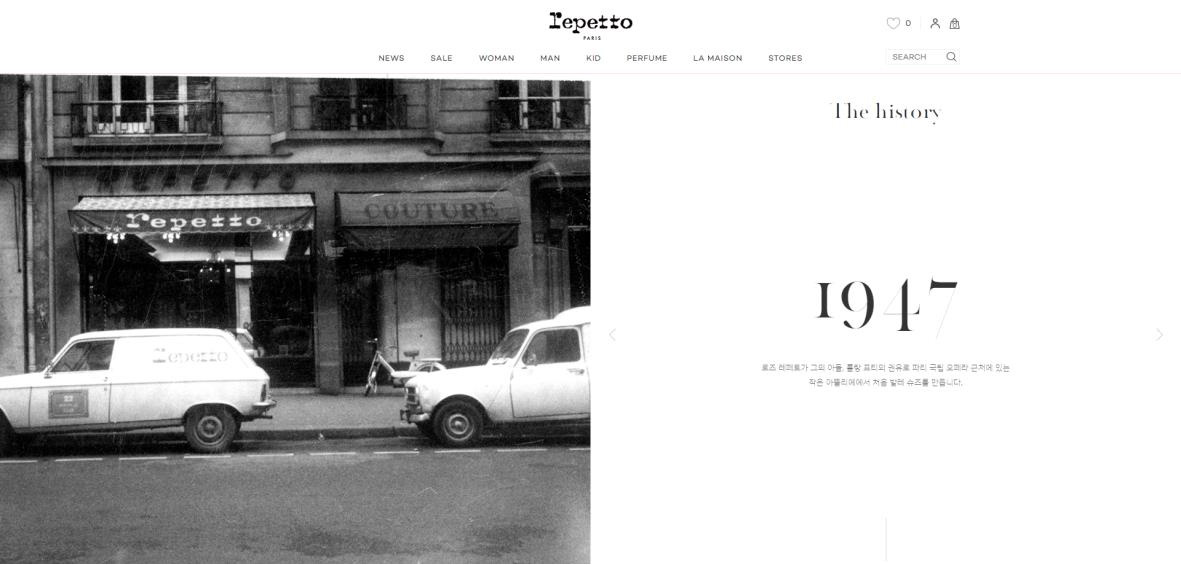 repetto
PARIS
0
NEWS SALE WOMAN MAN KID PERFUME LA MAISON STORES
SEARCH
The history
repetto
COUTURE
repetto
1947
로즈 레페토가 그의 아들, 롤랑 프티의 권유로 파리 국립 오페라 근처에 있는
작은 아뜰리에에서 처음 발레 슈즈를 만듭니다.